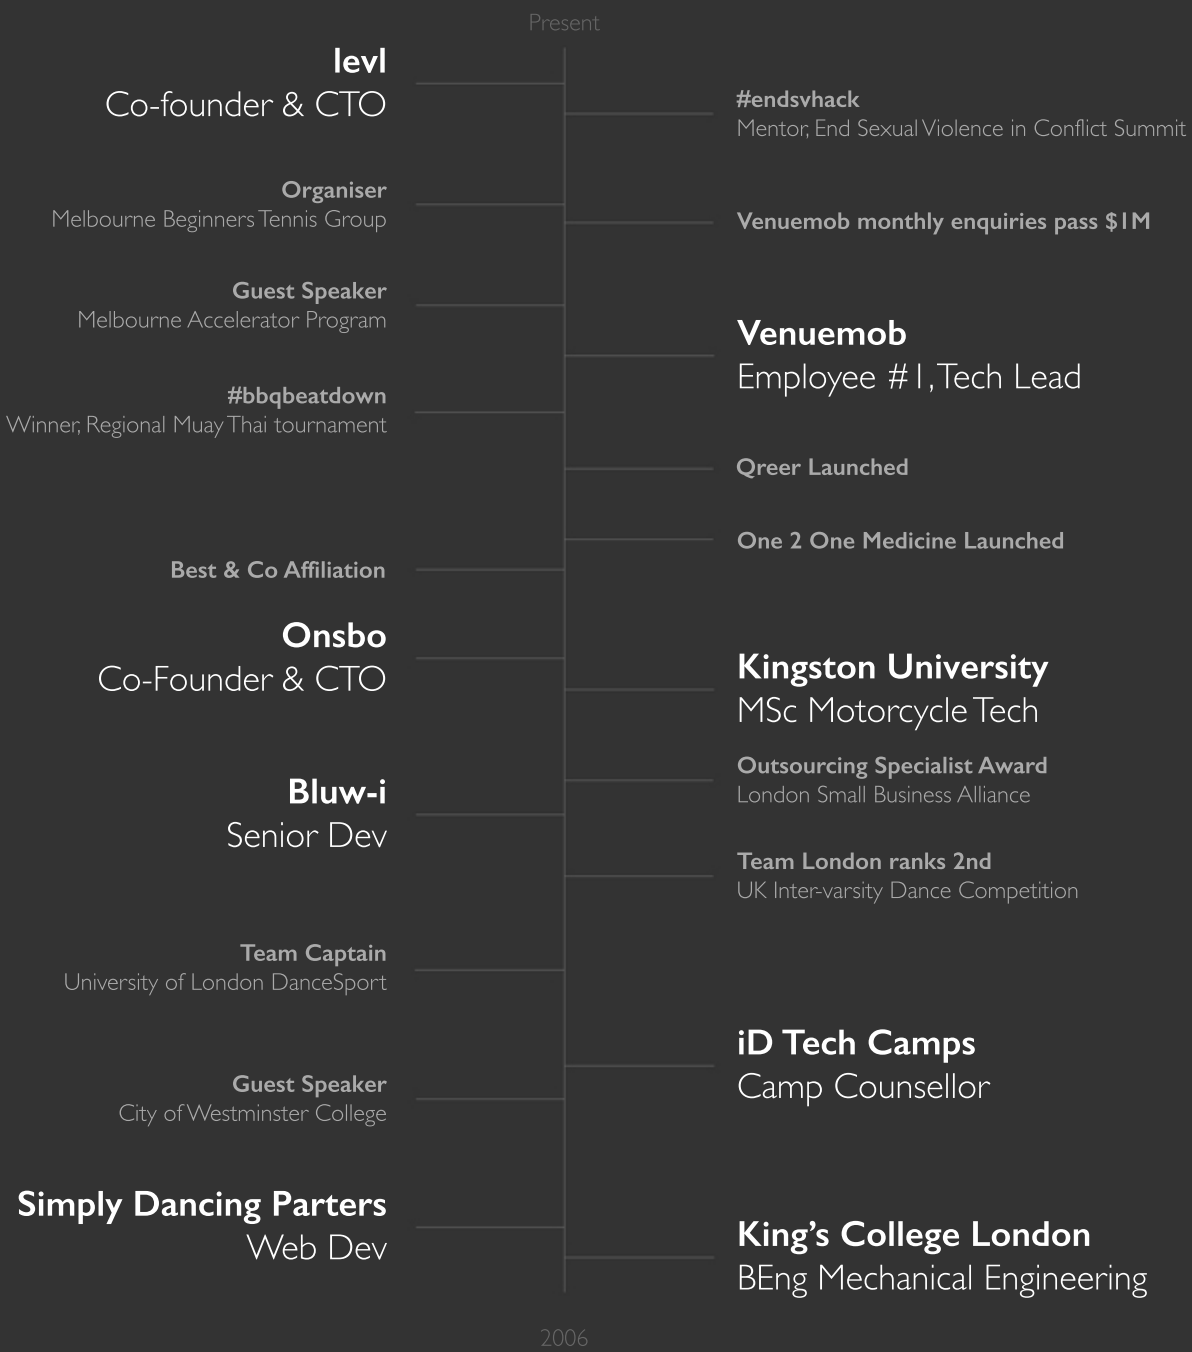 Present
levl
Co-founder & CTO
#endsvhack
Mentor, End Sexual Violence in Conflict Summit
Organiser
Melbourne Beginners Tennis Group
Venuemob monthly enquiries pass $1M
Guest Speaker
Melbourne Accelerator Program
Venuemob
Employee #1, Tech Lead
#bbqbeatdown
Winner, Regional Muay Thai tournament
Qreer Launched
One 2 One Medicine Launched
Best & Co Affiliation
Onsbo
Co-Founder & CTO
Kingston University
MSc Motorcycle Tech
Outsourcing Specialist Award
London Small Business Alliance
Bluw-i
Senior Dev
Team London ranks 2nd
UK Inter-varsity Dance Competition
Team Captain
University of London DanceSport
iD Tech Camps
Camp Counsellor
Guest Speaker
City of Westminster College
Simply Dancing Parters
Web Dev
King's College London
BEng Mechanical Engineering
2006